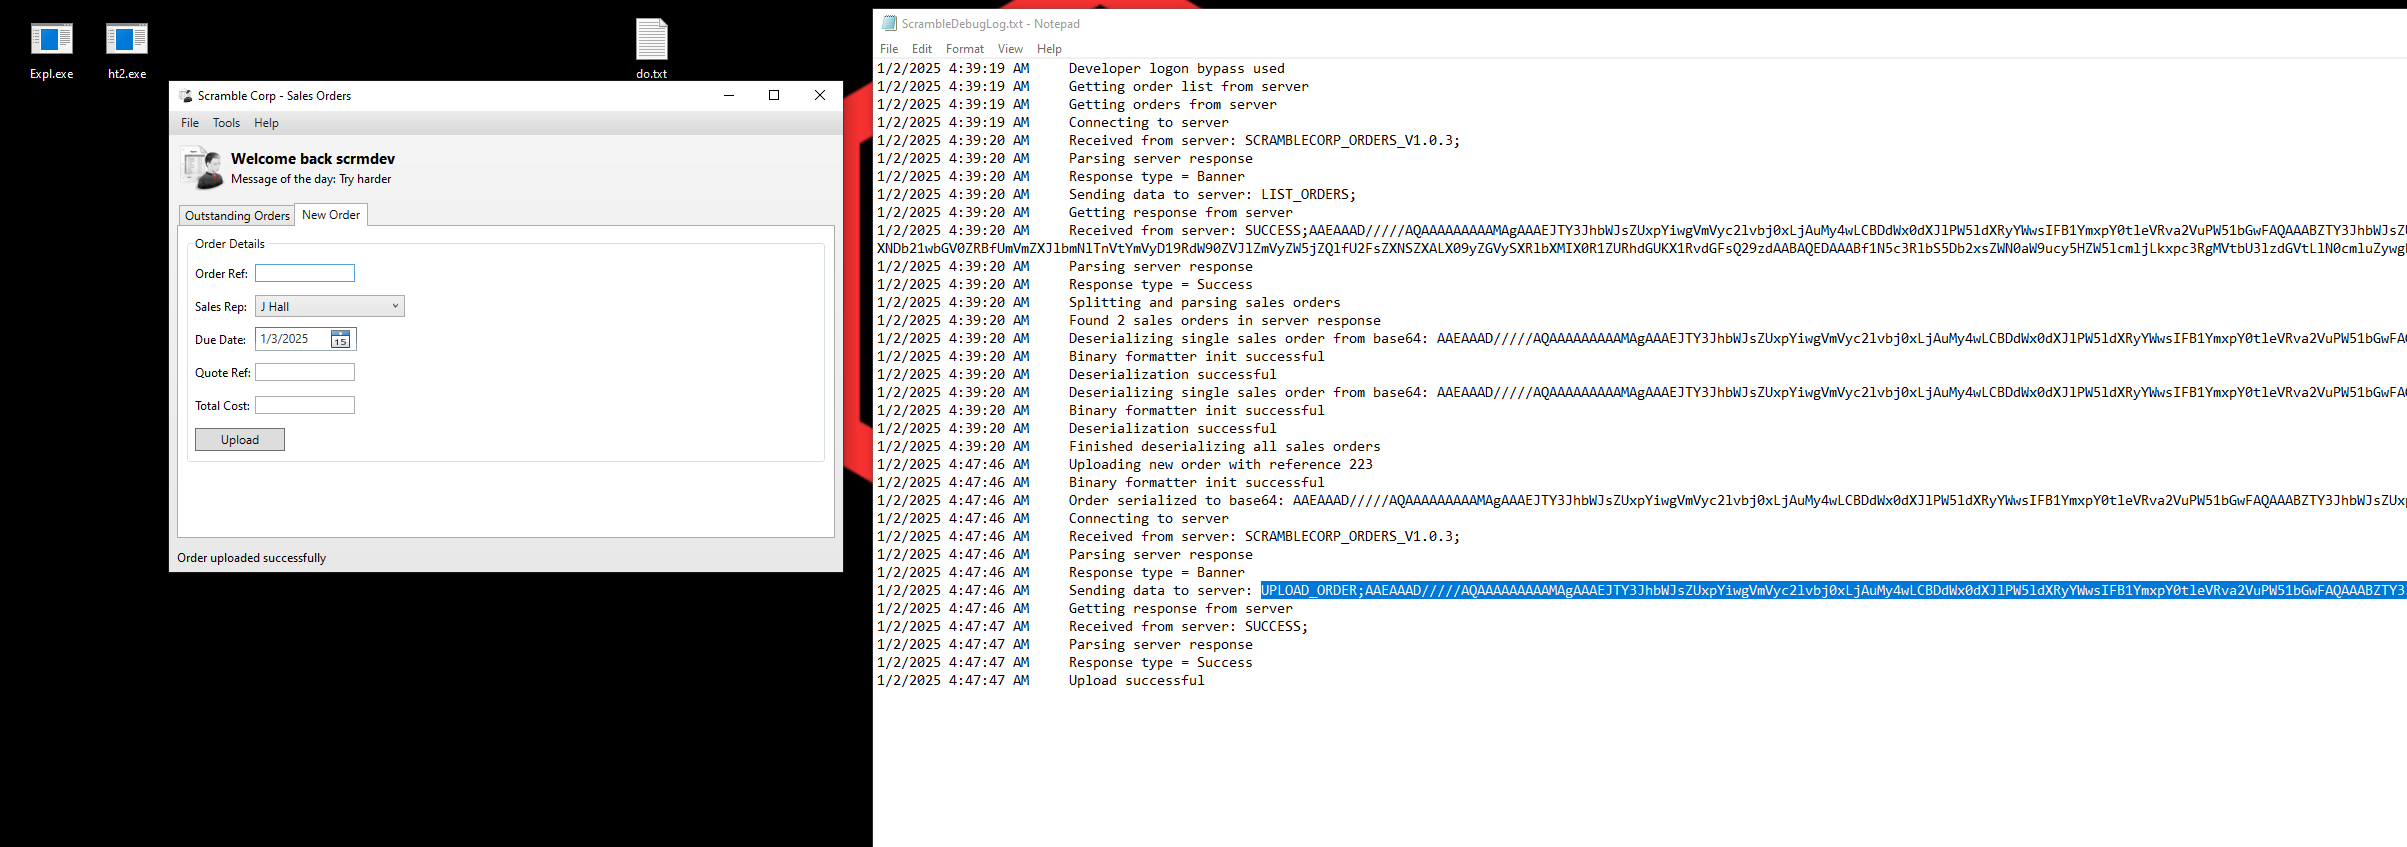 Expl.exe
ht2.exe
do.txt
Scramble Corp - Sales Orders
File Tools Help
Welcome back scrmdev
Message of the day: Try harder
Outstanding Orders New Order
Order Details
Order Ref:
Sales Rep: J Hall
Due Date: 1/3/2025 15
Quote Ref:
Total Cost:
Upload
Order uploaded successfully
ScrambleDebugLog.txt - Notepad
File Edit Format View Help
1/2/2025 4:39:19 AM Developer logon bypass used
1/2/2025 4:39:19 AM Getting order list from server
1/2/2025 4:39:19 AM Getting orders from server
1/2/2025 4:39:19 AM Connecting to server
1/2/2025 4:39:20 AM Received from server: SCRAMBLECORP_ORDERS_V1.0.3;
1/2/2025 4:39:20 AM Parsing server response
1/2/2025 4:39:20 AM Response type = Banner
1/2/2025 4:39:20 AM Sending data to server: LIST_ORDERS;
1/2/2025 4:39:20 AM Getting response from server
1/2/2025 4:39:20 AM Received from server: SUCCESS;AAEAAAD/////AQAAAAAAAAAMAgAAAEJTY3JhbWJsZUxpYiwgVmVyc2lvbj0xLjAuMy4wLCBDdWx0dXJlPW5ldXRyYWwsIFB1YmxpY0tleVRva2VuPW51bGwFAQAAABZTY3JhbWJsZU
XNDb21wbGV0ZRBfUmVmZXJlbmNlTnVtYmVyD19RdW90ZVJlZmVyZW5jZQlfU2FsZXNSZXALX09yZGVySXRlbXMIX0R1ZURhdGUKX1RvdGFsQ29zdAABAQEDAAABf1N5c3RlbS5Db2xsZWN0aW9ucy5HZW5lcmljLkxpc3RgMVtbU3lzdGVtLlN0cmluZywg
1/2/2025 4:39:20 AM Parsing server response
1/2/2025 4:39:20 AM Response type = Success
1/2/2025 4:39:20 AM Splitting and parsing sales orders
1/2/2025 4:39:20 AM Found 2 sales orders in server response
1/2/2025 4:39:20 AM Deserializing single sales order from base64: AAEAAAD/////AQAAAAAAAAAMAgAAAEJTY3JhbWJsZUxpYiwgVmVyc2lvbj0xLjAuMy4wLCBDdWx0dXJlPW5ldXRyYWwsIFB1YmxpY0tleVRva2VuPW51bGwFA
1/2/2025 4:39:20 AM Binary formatter init successful
1/2/2025 4:39:20 AM Deserialization successful
1/2/2025 4:39:20 AM Deserializing single sales order from base64: AAEAAAD/////AQAAAAAAAAAMAgAAAEJTY3JhbWJsZUxpYiwgVmVyc2lvbj0xLjAuMy4wLCBDdWx0dXJlPW5ldXRyYWwsIFB1YmxpY0tleVRva2VuPW51bGwFA
1/2/2025 4:39:20 AM Binary formatter init successful
1/2/2025 4:39:20 AM Deserialization successful
1/2/2025 4:39:20 AM Finished deserializing all sales orders
1/2/2025 4:47:46 AM Uploading new order with reference 223
1/2/2025 4:47:46 AM Binary formatter init successful
1/2/2025 4:47:46 AM Order serialized to base64: AAEAAAD/////AQAAAAAAAAAMAgAAAEJTY3JhbWJsZUxpYiwgVmVyc2lvbj0xLjAuMy4wLCBDdWx0dXJlPW5ldXRyYWwsIFB1YmxpY0tleVRva2VuPW51bGwFAQAAABZTY3JhbWJsZUxp
1/2/2025 4:47:46 AM Connecting to server
1/2/2025 4:47:46 AM Received from server: SCRAMBLECORP_ORDERS_V1.0.3;
1/2/2025 4:47:46 AM Parsing server response
1/2/2025 4:47:46 AM Response type = Banner
1/2/2025 4:47:46 AM Sending data to server: UPLOAD_ORDER;AAEAAAD/////AQAAAAAAAAAMAgAAAEJTY3JhbWJsZUxpYiwgVmVyc2lvbj0xLjAuMy4wLCBDdWx0dXJlPW5ldXRyYWwsIFB1YmxpY0tleVRva2VuPW51bGwFAQAAABZTY3J
1/2/2025 4:47:46 AM Getting response from server
1/2/2025 4:47:47 AM Received from server: SUCCESS;
1/2/2025 4:47:47 AM Parsing server response
1/2/2025 4:47:47 AM Response type = Success
1/2/2025 4:47:47 AM Upload successful